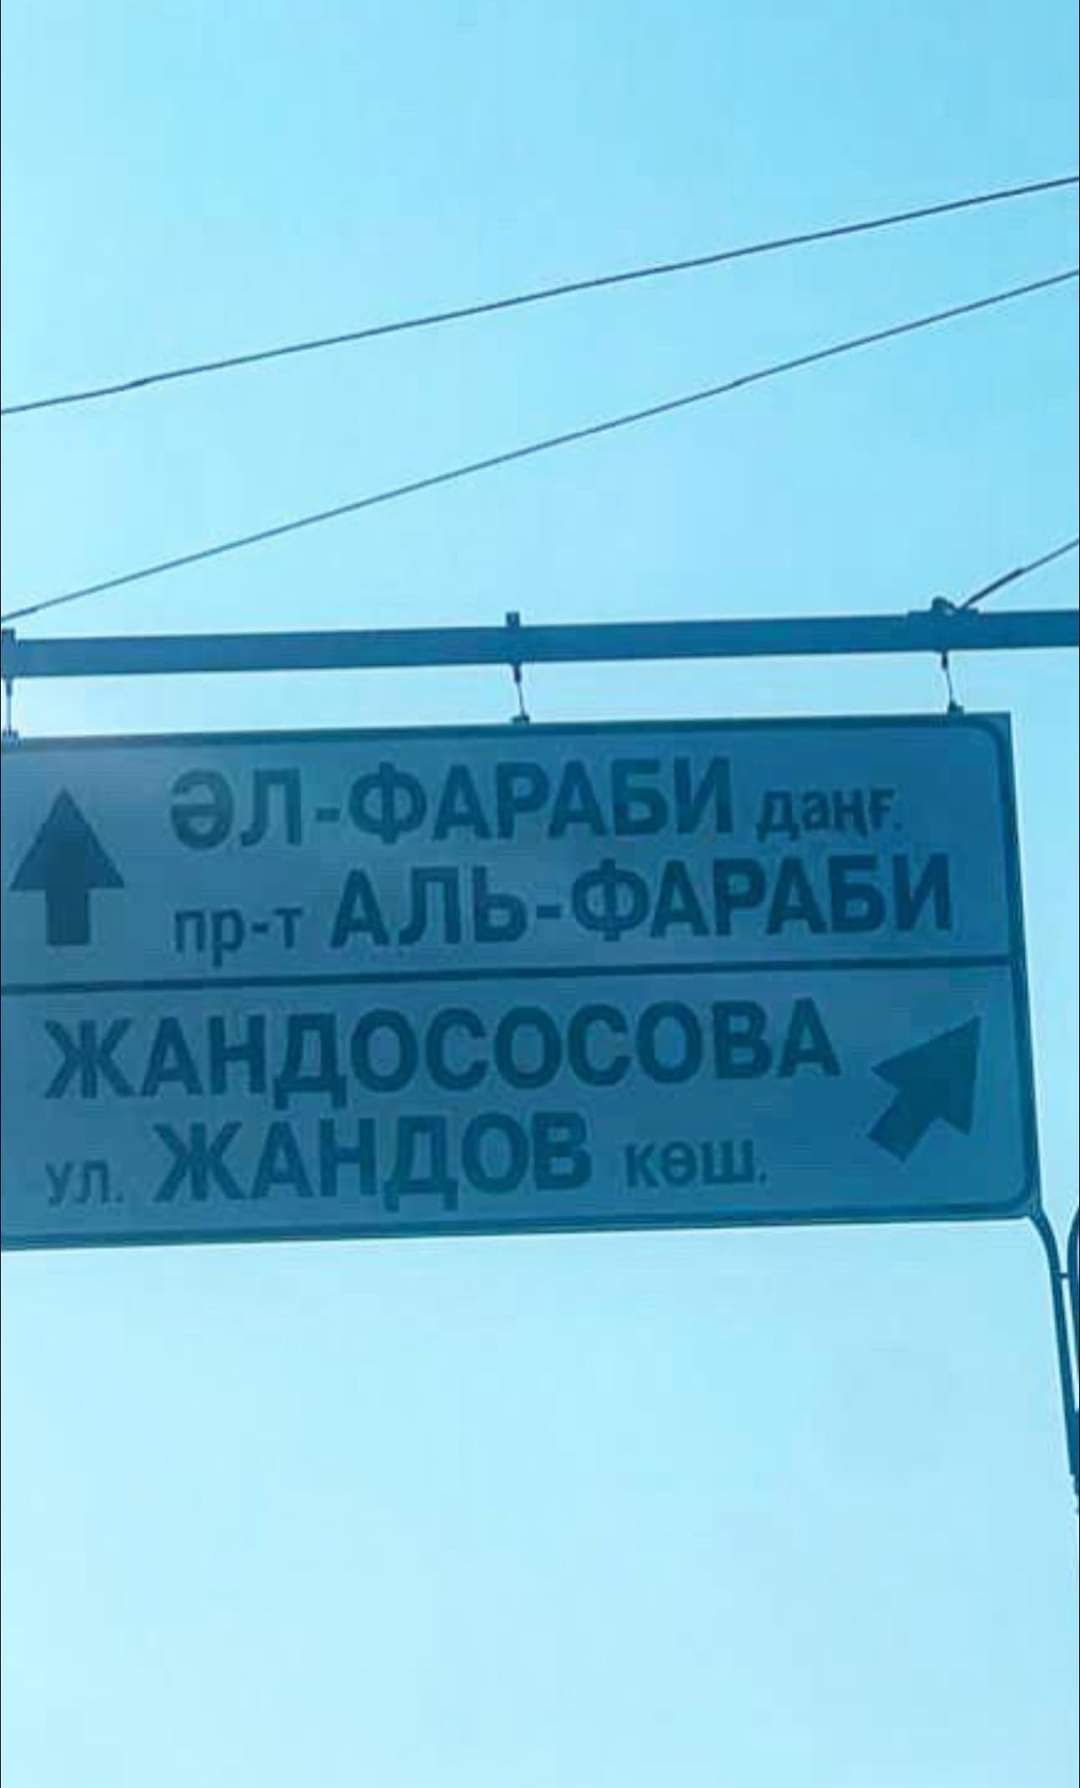 ӘЛ-ФАРАБИ даңғ.
пр-т АЛЬ-ФАРАБИ
ЖАНДОСОСОВА
ул. ЖАНДОВ көш.